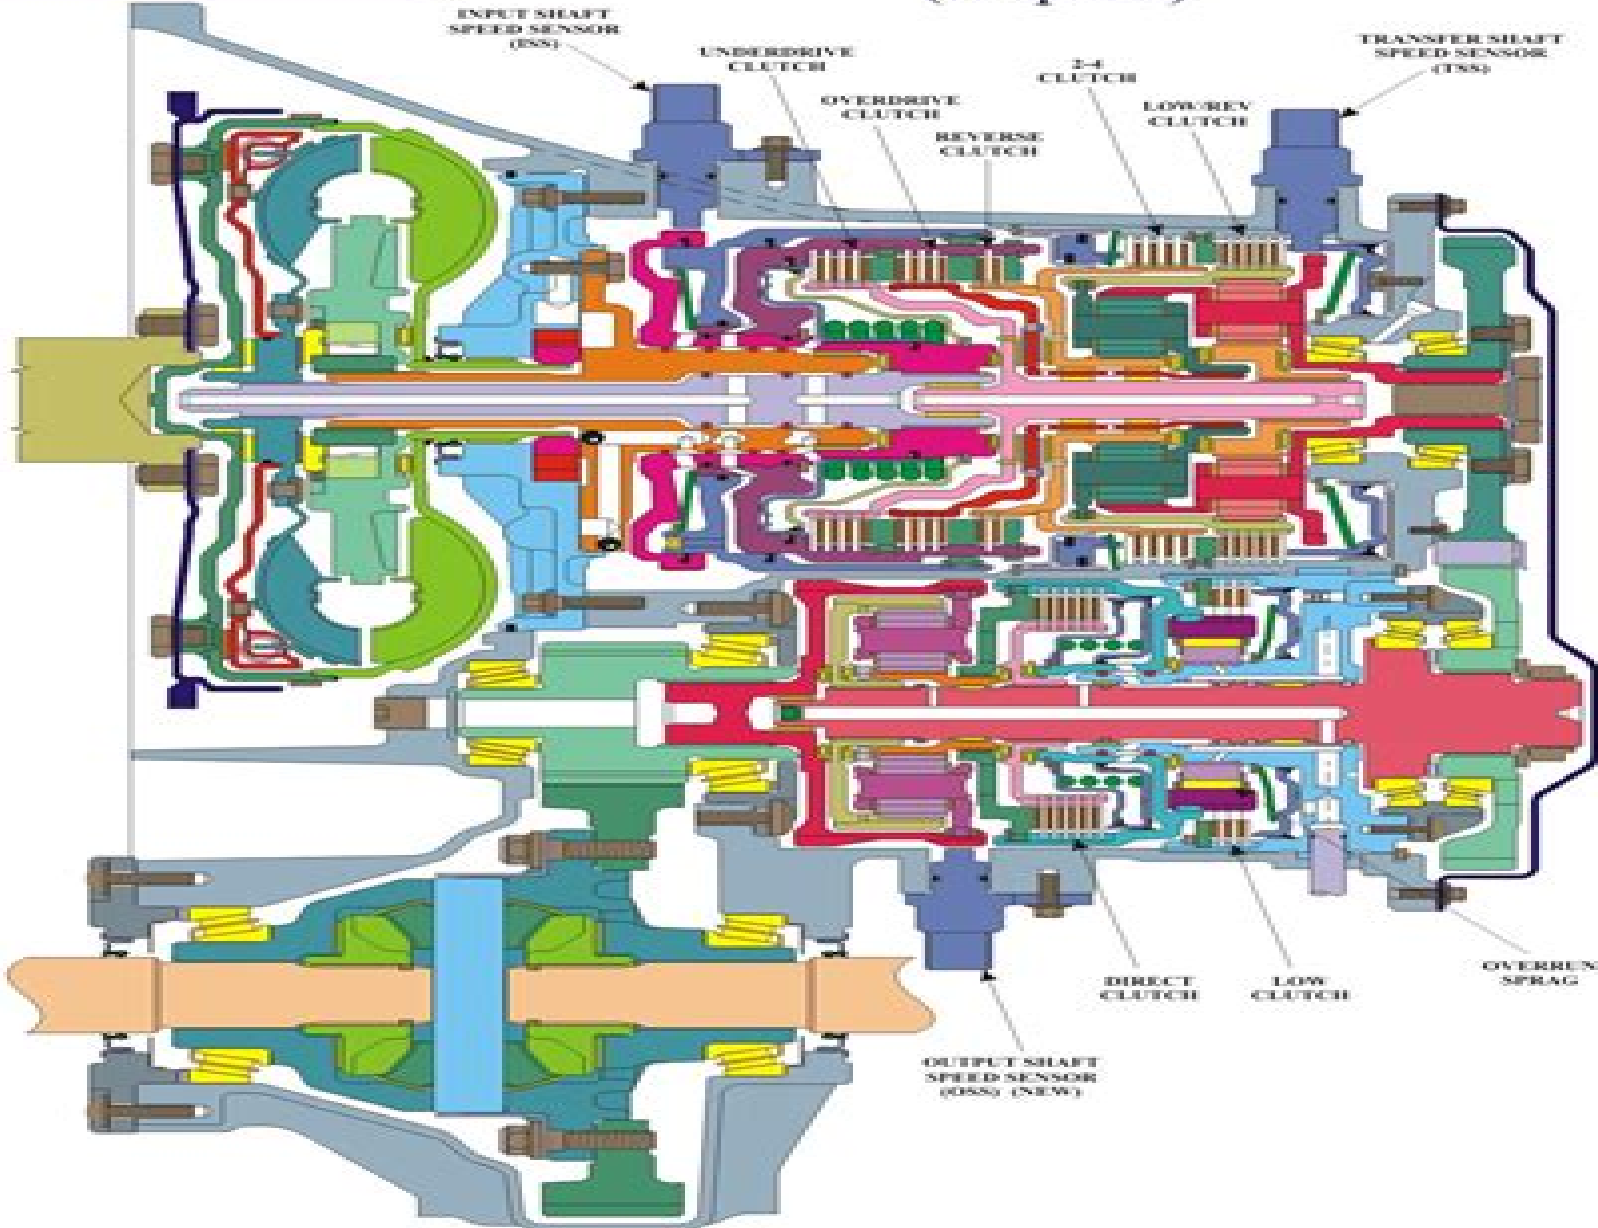 INPUT SHAFT
SPEED SENSOR
(ISS)
UNDERDRIVE
CLUTCH
OVERDRIVE
CLUTCH
REVERSE
CLUTCH
2-4
CLUTCH
LOW/REV
CLUTCH
TRANSFER SHAFT
SPEED SENSOR
(TSS)
DIRECT
CLUTCH
LOW
CLUTCH
OVERRUN
SPRAG
OUTPUT SHAFT
SPEED SENSOR
(OSS) (NEW)